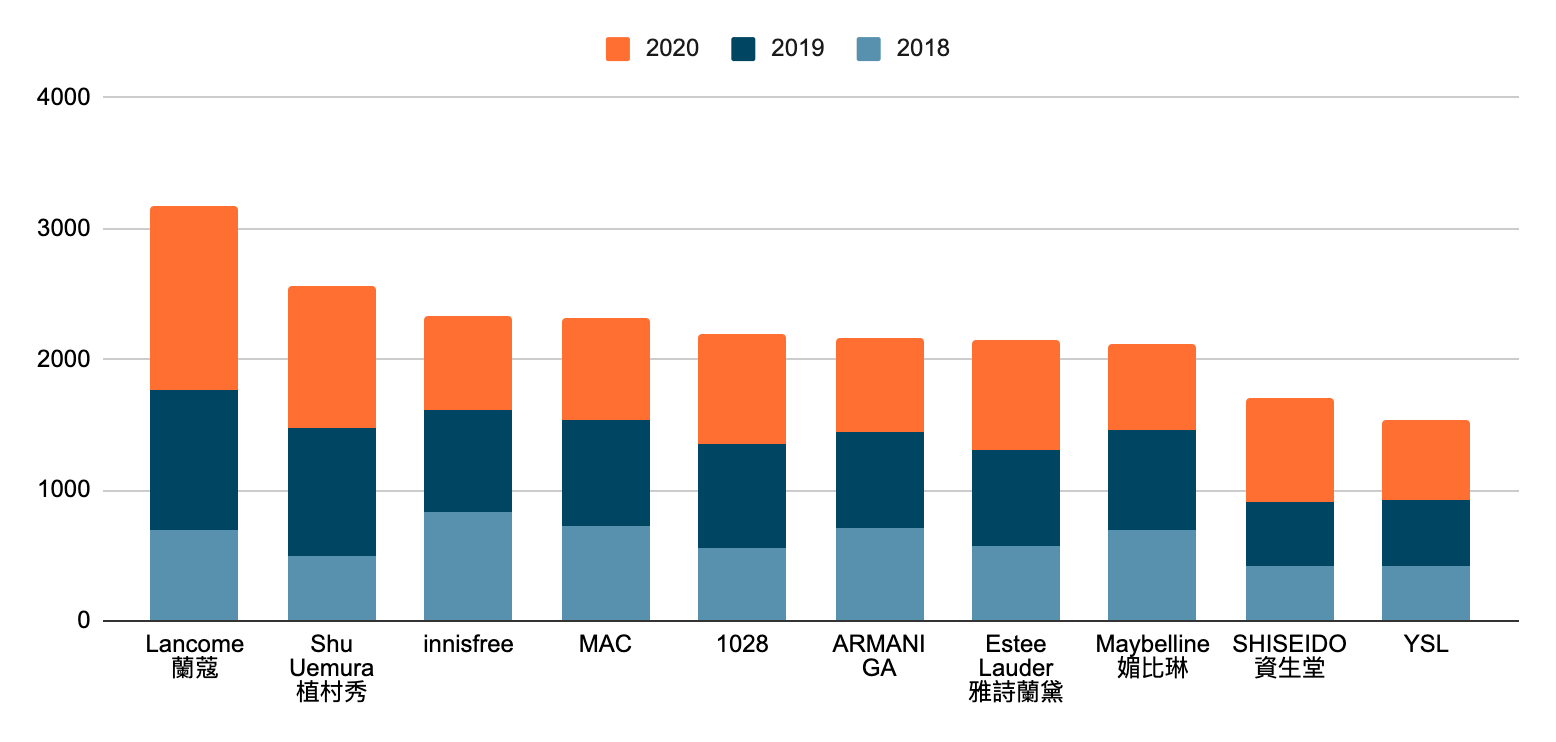 2020 2019 2018
4000
3000
2000
1000
0
Lancome
蘭蔻
Shu
Uemura
植村秀
innisfree
MAC
1028
ARMANI
GA
Estee
Lauder
雅詩蘭黛
Maybelline
媚比琳
SHISEIDO
資生堂
YSL